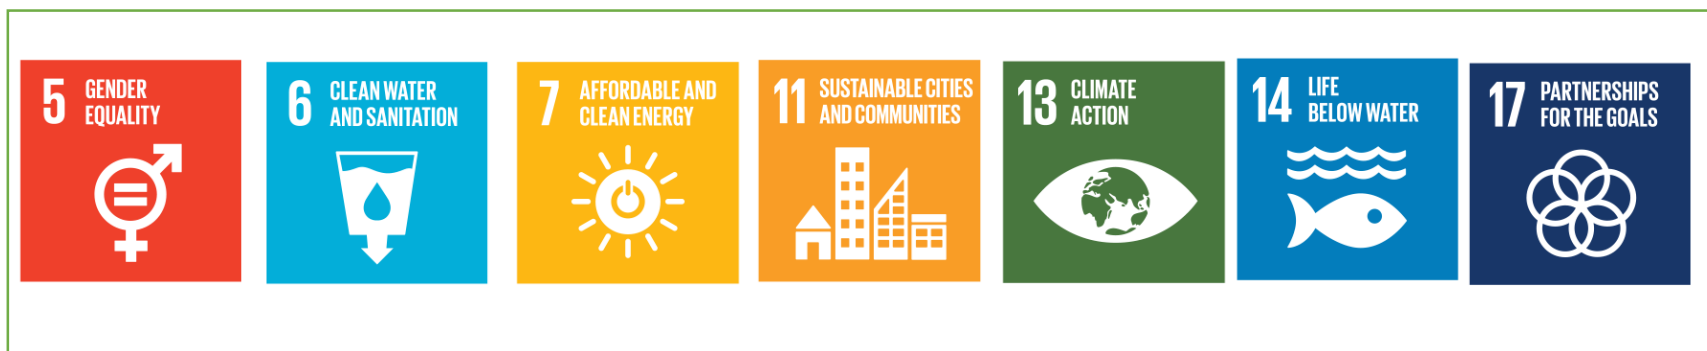 5 GENDER
EQUALITY
6 CLEAN WATER
AND SANITATION
7 AFFORDABLE AND
CLEAN ENERGY
11 SUSTAINABLE CITIES
AND COMMUNITIES
13 CLIMATE
ACTION
14 LIFE
BELOW WATER
17 PARTNERSHIPS
FOR THE GOALS